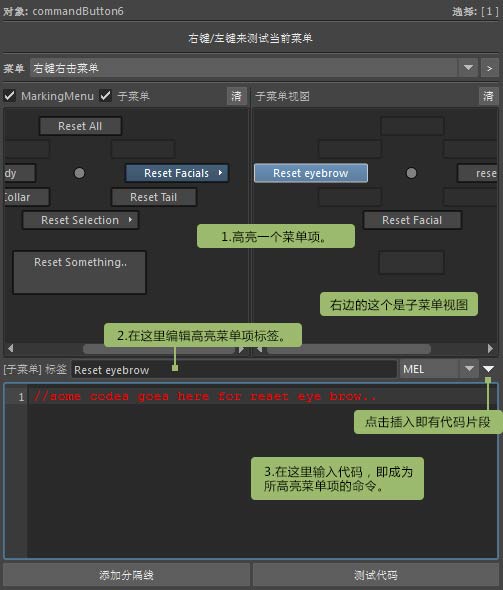 对象: commandButton6
选择: [ 1 ]
右键/左键来测试当前菜单
菜单
右键右击菜单
>
MarkingMenu
子菜单
清
子菜单视图
清
Reset All
dy
Reset Facials
Reset eyebrow
rese
Collar
Reset Tail
Reset Selection
Reset Facial
1.高亮一个菜单项。
Reset Something..
右边的这个是子菜单视图
2.在这里编辑高亮菜单项标签。
[子菜单] 标签
Reset eyebrow
MEL
1
//some codes goes here for reset eye brow..
点击插入即有代码片段
3.在这里输入代码，即成为
所高亮菜单项的命令。
添加分隔线
测试代码